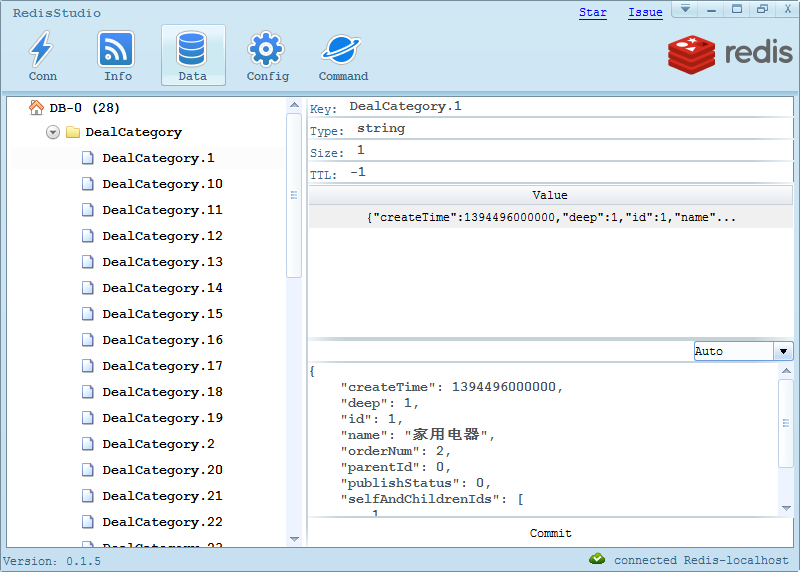 RedisStudio
Star Issue
Conn Info Data Config Command
redis
DB-0 (28)
DealCategory
DealCategory.1
DealCategory.10
DealCategory.11
DealCategory.12
DealCategory.13
DealCategory.14
DealCategory.15
DealCategory.16
DealCategory.17
DealCategory.18
DealCategory.19
DealCategory.2
DealCategory.20
DealCategory.21
DealCategory.22
DealCategory.23
Key: DealCategory.1
Type: string
Size: 1
TTL: -1
Value
{"createTime":1394496000000,"deep":1,"id":1,"name"...
Auto
{
"createTime": 1394496000000,
"deep": 1,
"id": 1,
"name": "家用电器",
"orderNum": 2,
"parentId": 0,
"publishStatus": 0,
"selfAndChildrenIds": [
1
Commit
Version: 0.1.5
connected Redis-localhost